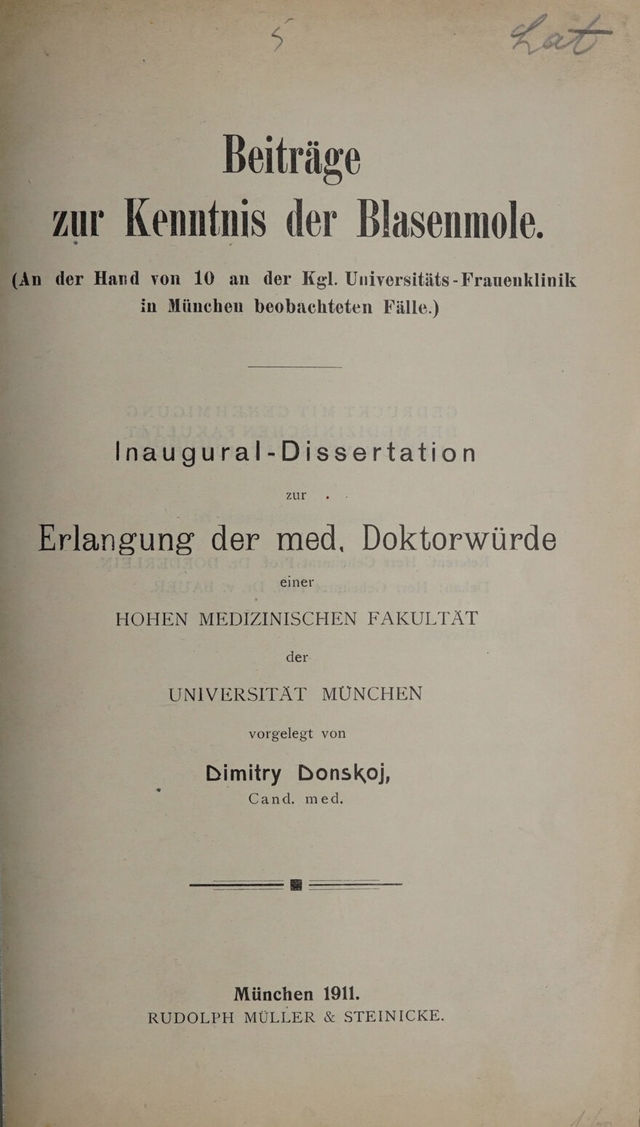 5
Lat
Beiträge
zur Kenntnis der Blasenmole.
(An der Hand von 10 an der Kgl. Universitäts-Frauenklinik
in München beobachteten Fälle.)
Inaugural-Dissertation
zur
Erlangung der med. Doktorwürde
einer
HOHEN MEDIZINISCHEN FAKULTÄT
der
UNIVERSITÄT MÜNCHEN
vorgelegt von
Dimitry Donskoj,
Cand. med.
München 1911.
RUDOLPH MÜLLER & STEINICKE.